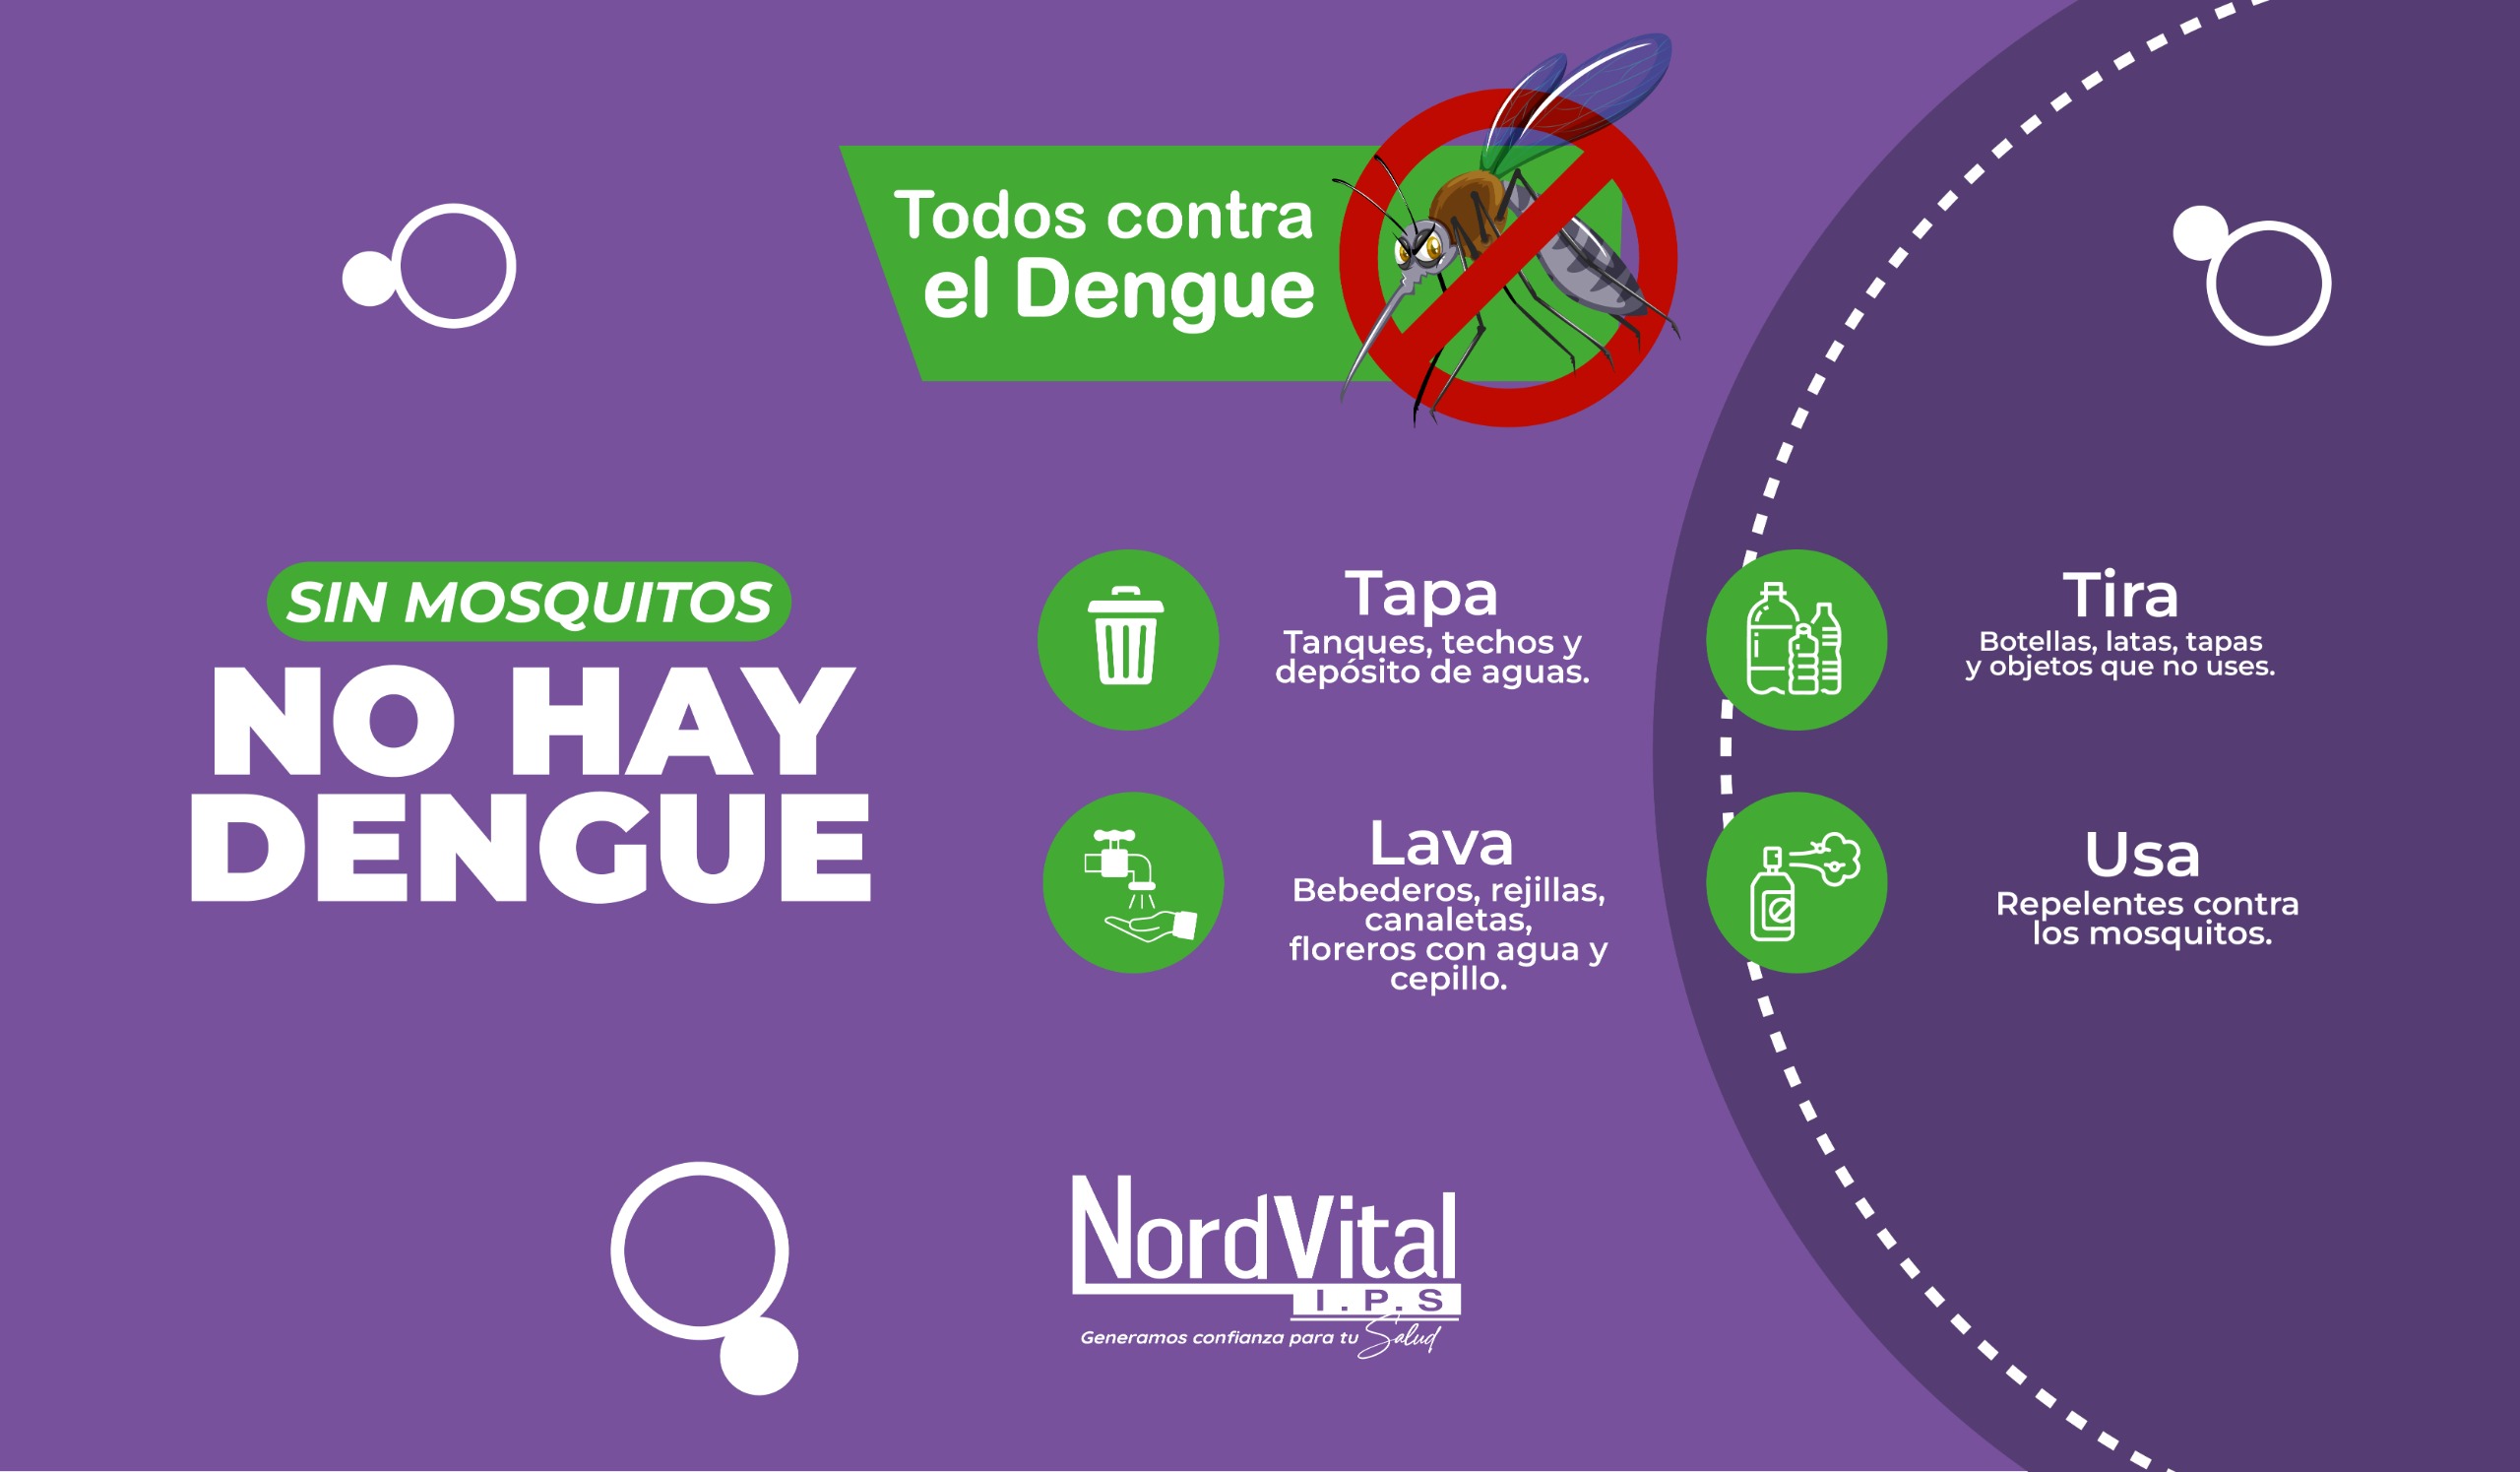 Todos contra
el Dengue
SIN MOSQUITOS
NO HAY
DENGUE
Tapa
Tanques, techos y
depósito de aguas.
Tira
Botellas, latas, tapas
y objetos que no uses.
Lava
Bebederos, rejillas,
canaletas,
floreros con agua y
cepillo.
Usa
Repelentes contra
los mosquitos.
NordVital
I.P.S
Generamos confianza para tu Salud